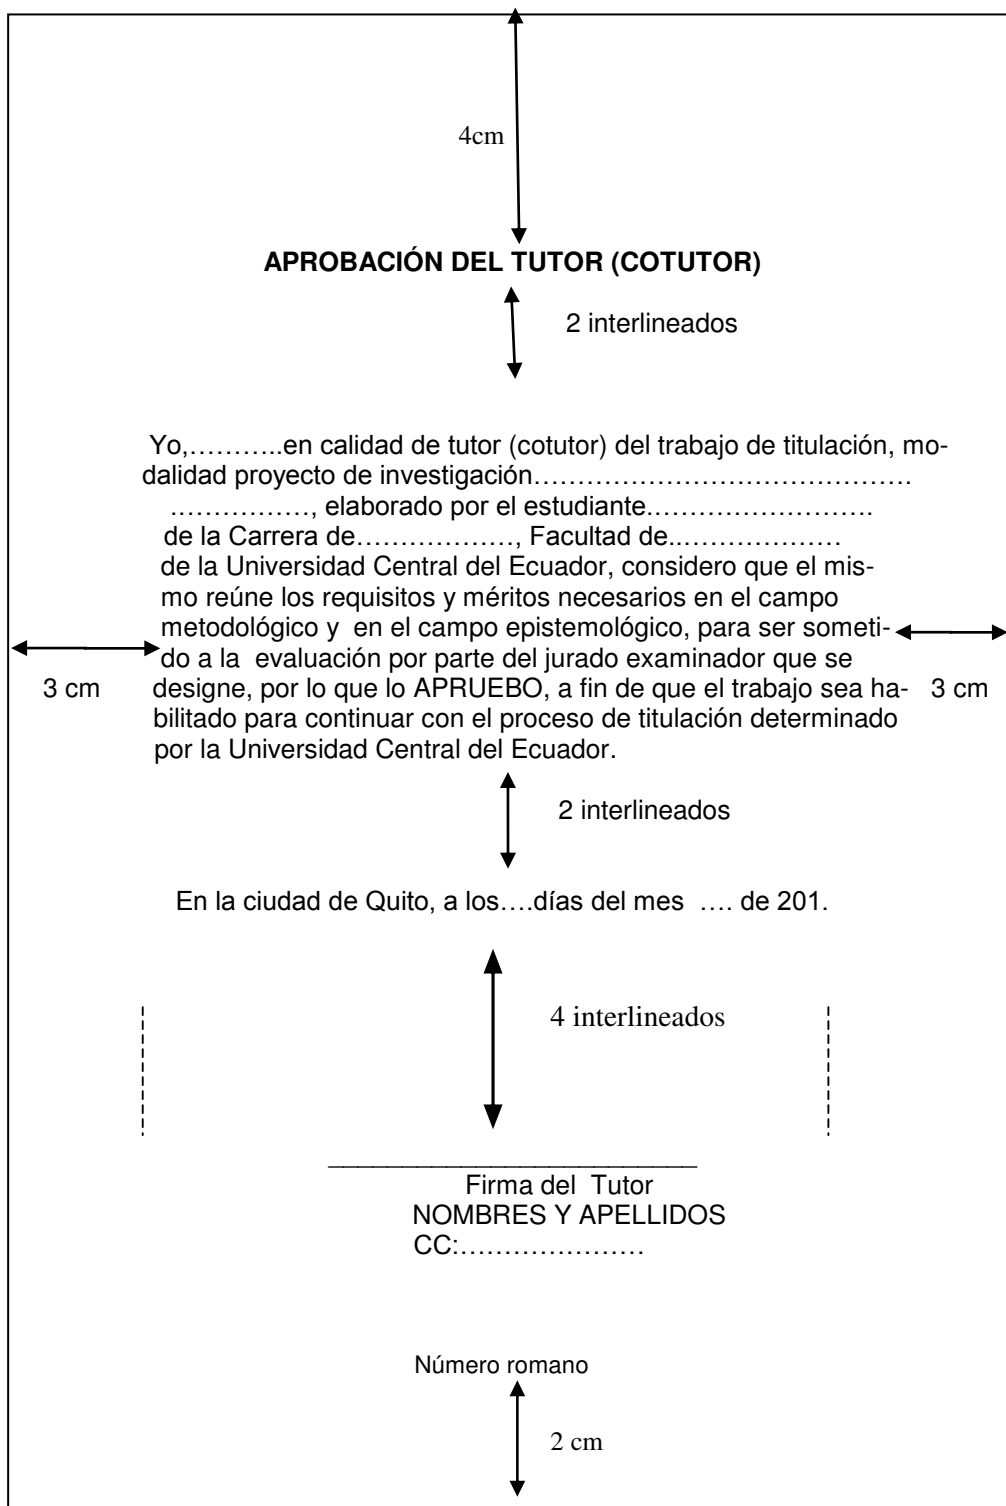 4cm
APROBACIÓN DEL TUTOR (COTUTOR)
2 interlineados
Yo,………..en calidad de tutor (cotutor) del trabajo de titulación, mo-
dalidad proyecto de investigación…………………………………….
……………, elaborado por el estudiante.…………………….
de la Carrera de………………, Facultad de..………………
de la Universidad Central del Ecuador, considero que el mis-
mo reúne los requisitos y méritos necesarios en el campo
metodológico y  en el campo epistemológico, para ser someti-
do a la  evaluación por parte del jurado examinador que se
3 cm designe, por lo que lo APRUEBO, a fin de que el trabajo sea ha- 3 cm
bilitado para continuar con el proceso de titulación determinado
por la Universidad Central del Ecuador.
2 interlineados
En la ciudad de Quito, a los….días del mes  …. de 201.
4 interlineados
__________________________
Firma del  Tutor
NOMBRES Y APELLIDOS
CC:…………………
Número romano
2 cm